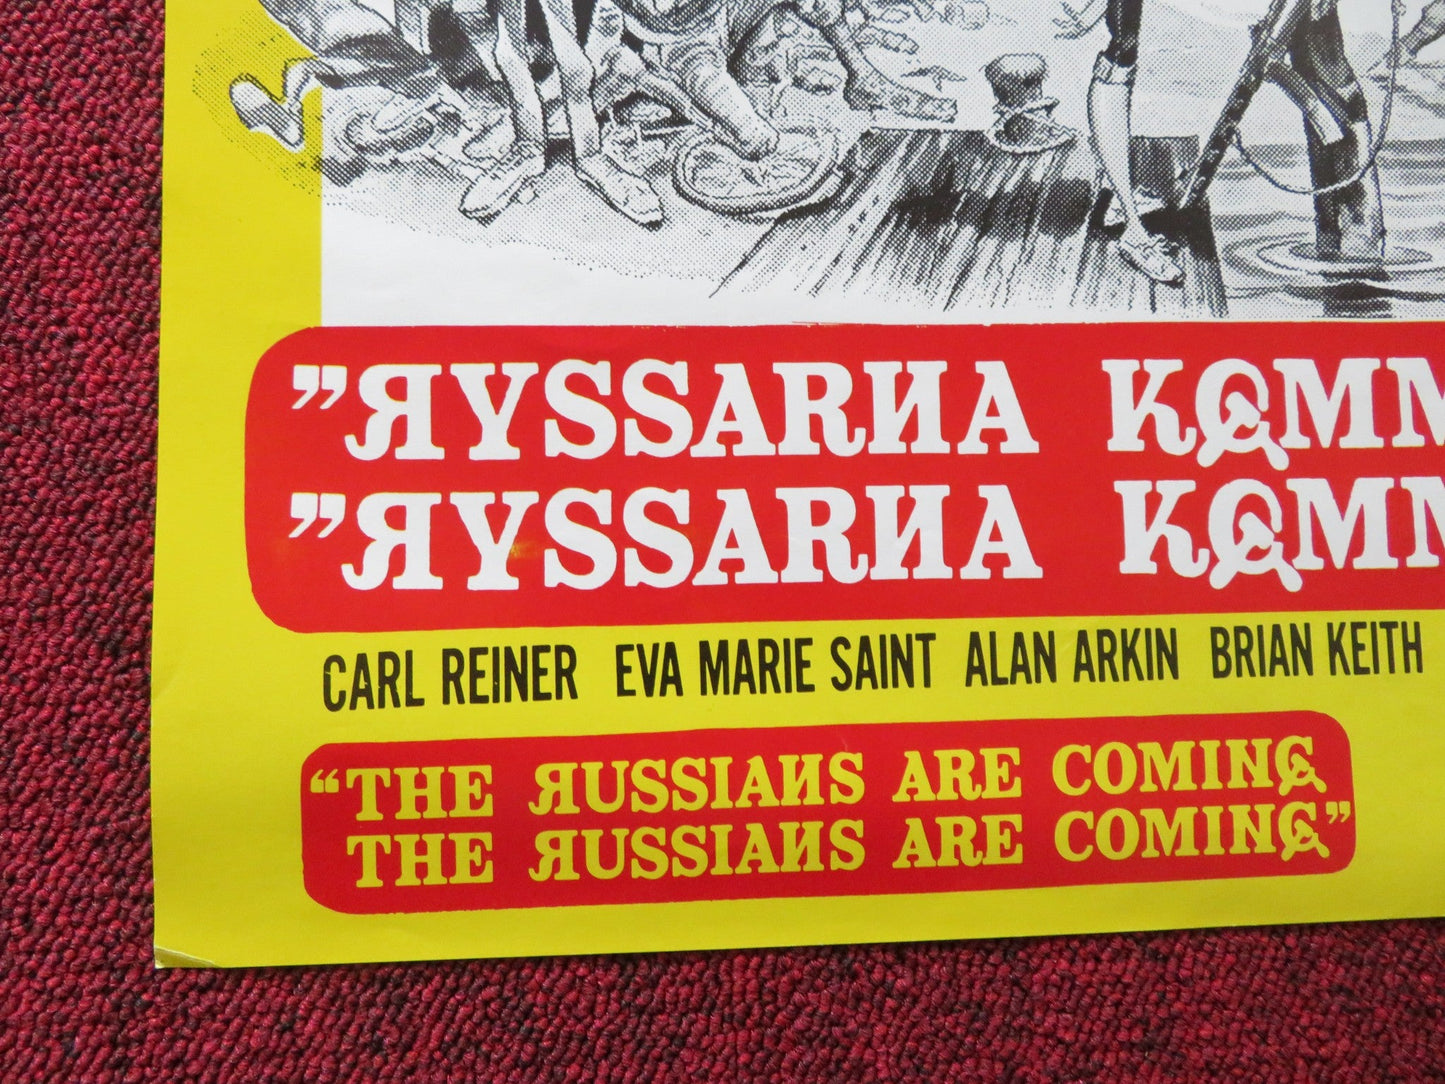 ”ЯYSSARИA KOMM
”ЯYSSARИA KOMM
CARL REINER EVA MARIE SAINT ALAN ARKIN BRIAN KEITH
“THE ЯUSSIAИS ARE COMING
THE ЯUSSIAИS ARE COMING”